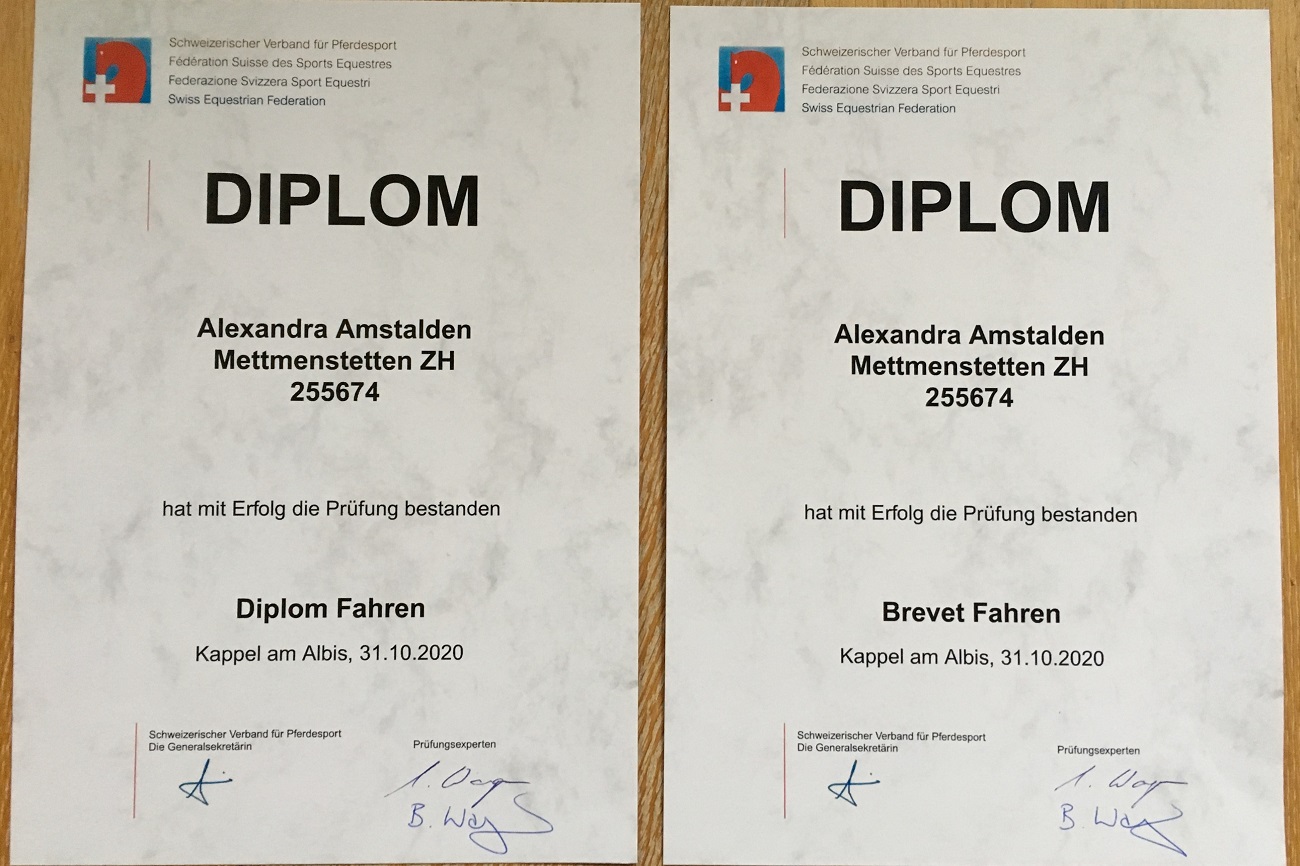 Schweizerischer Verband für Pferdesport
Fédération Suisse des Sports Equestres
Federazione Svizzera Sport Equestri
Swiss Equestrian Federation
DIPLOM
Alexandra Amstalden
Mettmenstetten ZH
255674
hat mit Erfolg die Prüfung bestanden
Diplom Fahren
Kappel am Albis, 31.10.2020
Schweizerischer Verband für Pferdesport
Die Generalsekretärin
Prüfungsexperten
B.
Schweizerischer Verband für Pferdesport
Fédération Suisse des Sports Equestres
Federazione Svizzera Sport Equestri
Swiss Equestrian Federation
DIPLOM
Alexandra Amstalden
Mettmenstetten ZH
255674
hat mit Erfolg die Prüfung bestanden
Brevet Fahren
Kappel am Albis, 31.10.2020
Schweizerischer Verband für Pferdesport
Die Generalsekretärin
Prüfungsexperten
B.